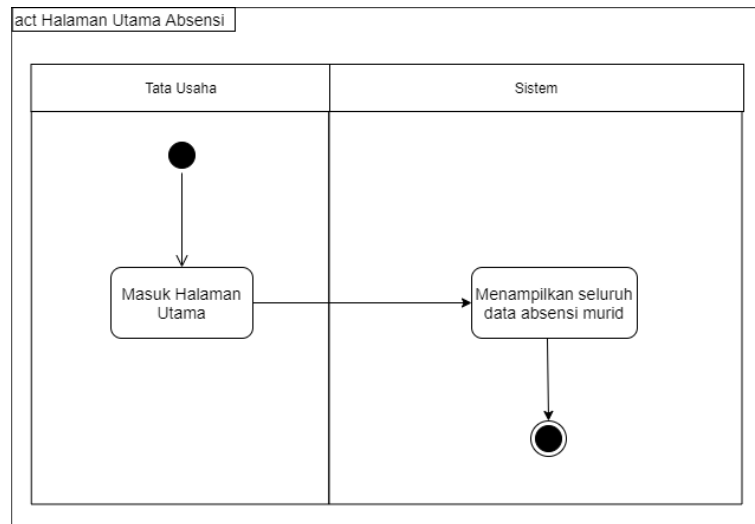 act Halaman Utama Absensi
Tata Usaha
Sistem
Masuk Halaman
Utama
Menampilkan seluruh
data absensi murid